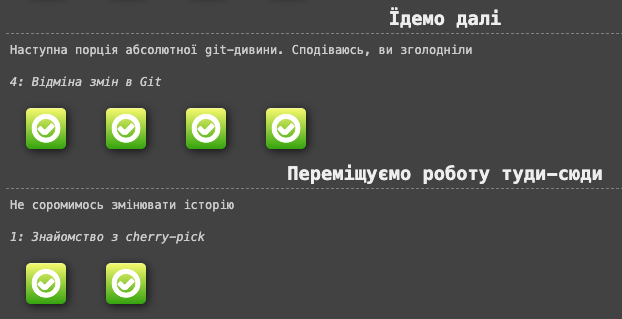 Їдемо далі
Наступна порція абсолютної git-дивини. Сподіваюсь, ви зголодніли
4: Відміна змін в Git
Переміщуємо роботу туди-сюди
Не соромимось змінювати історію
1: Знайомство з cherry-pick